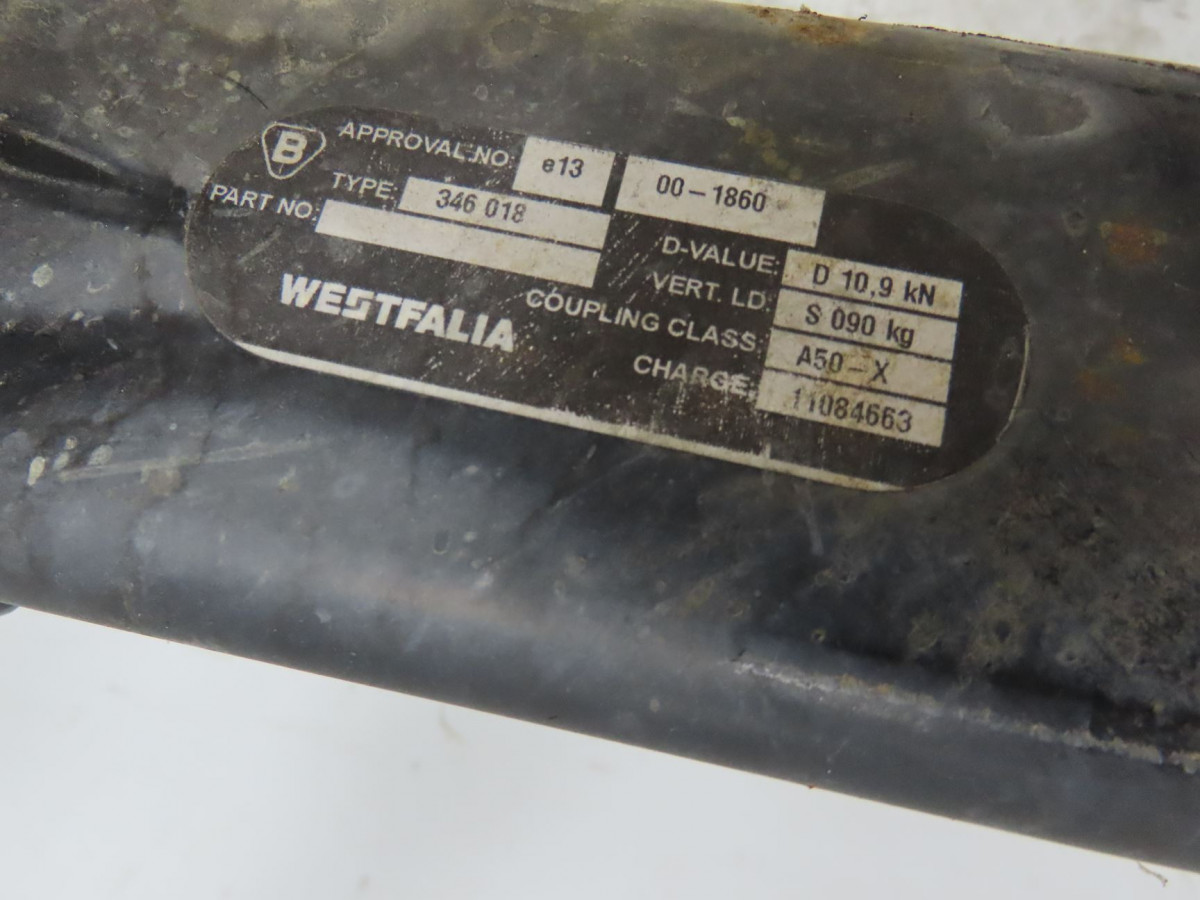 B APPROVAL NO: e13 00-1860
TYPE: 346 018
PART NO:
WESTFALIA
D-VALUE: D 10,9 kN
VERT. LD: S 090 kg
COUPLING CLASS: A50-X
CHARGE: 11084663